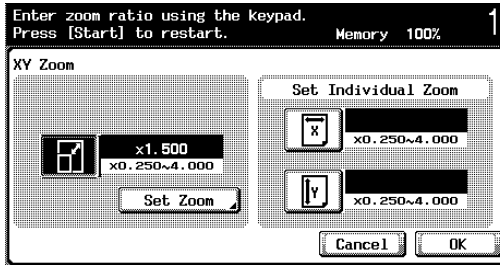 Enter zoom ratio using the keypad.
Press [Start] to restart.
Memory 100%
1
XY Zoom
x1.500
x0.250~4.000
Set Zoom
Set Individual Zoom
X
x0.250~4.000
Y
x0.250~4.000
Cancel
OK